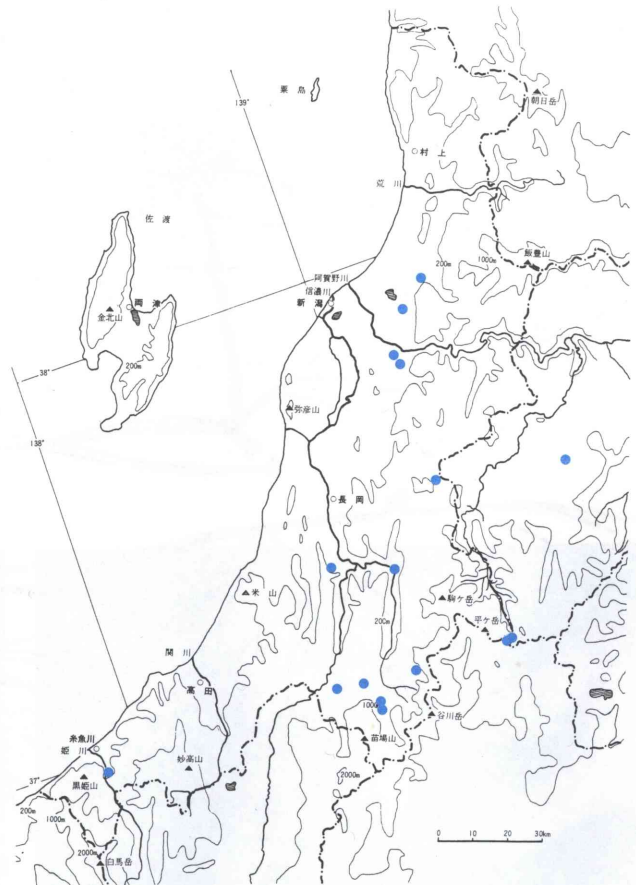 朝日岳
粟島
139°
村上
荒川
佐渡
200m
1000m
飯豊山
阿賀野川
信濃川
新潟
両津
金北山
200m
38°
弥彦山
138°
長岡
米山
駒ケ岳
200m
平ケ岳
関川
高田
1000
谷川岳
苗場山
糸魚川
姫川
妙高山
37°
黒姫山
2000m
200m
1000m
2000m
白馬岳
0 10 20 30km